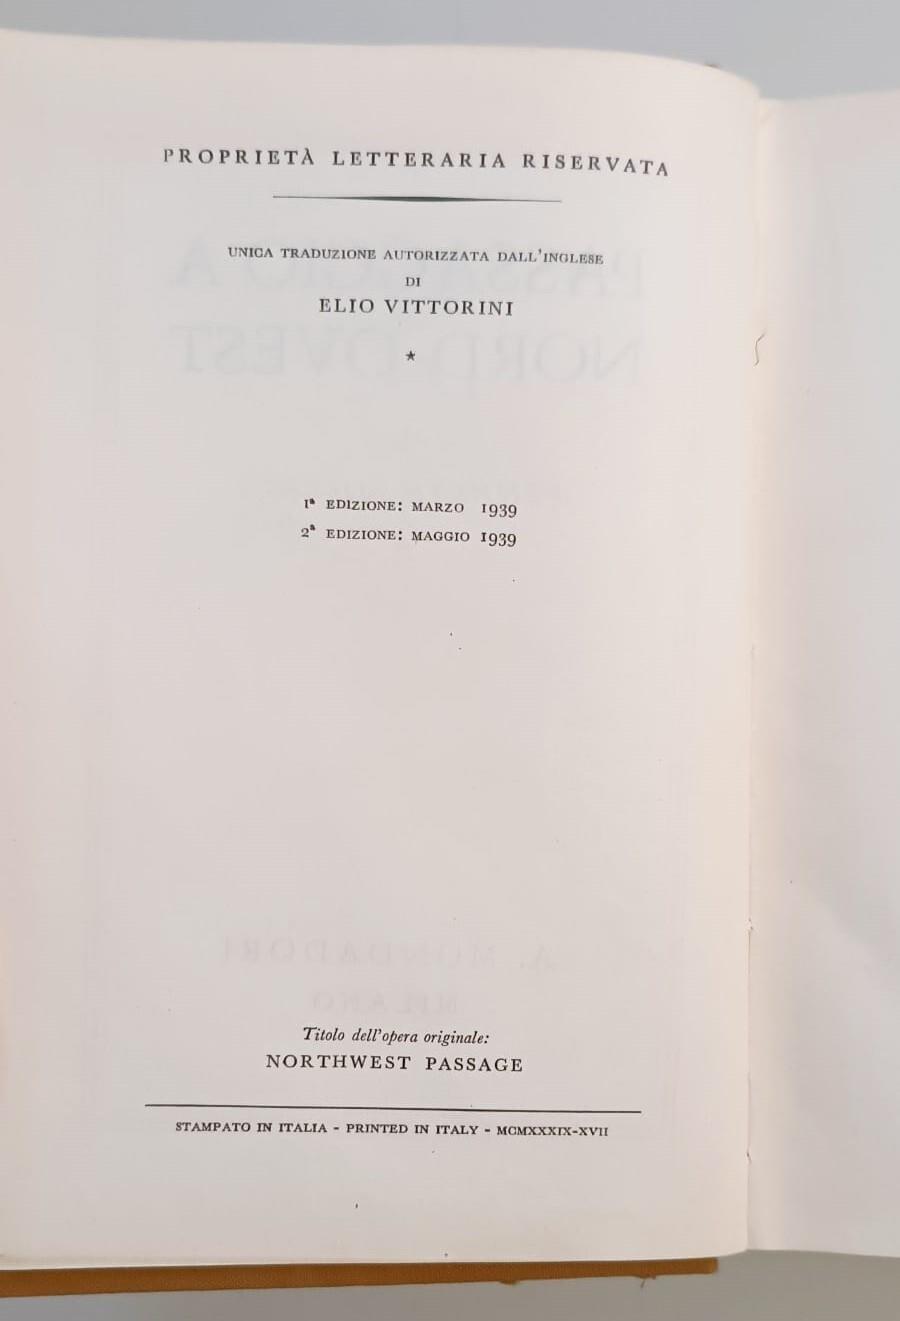 PROPRIETÀ LETTERARIA RISERVATA
UNICA TRADUZIONE AUTORIZZATA DALL'INGLESE
DI
ELIO VITTORINI
★
1ª EDIZIONE: MARZO 1939
2ª EDIZIONE: MAGGIO 1939
Titolo dell'opera originale:
NORTHWEST PASSAGE
STAMPATO IN ITALIA - PRINTED IN ITALY - MCMXXXIX-XVII